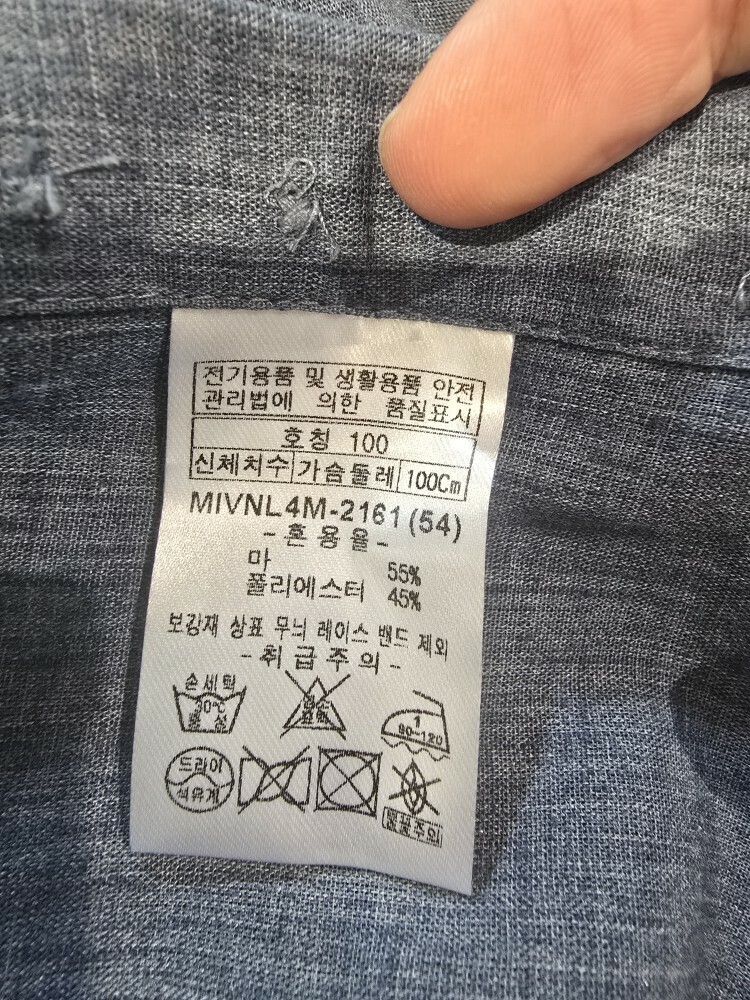 전기용품 및 생활용품 안전
관리법에 의한 품질표시
호칭 100
신체치수 가슴둘레 100Cm
MIVNL4M-2161(54)
-혼용율-
마 55%
폴리에스터 45%
보강재 상표 무늬 레이스 밴드 제외
-취급주의-
손세탁
30℃
중성
1
80~120
드라이
석유계